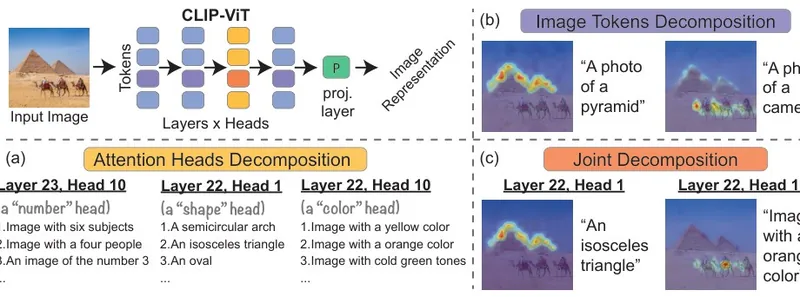 CLIP-ViT
Input Image
Tokens
Layers x Heads
P
proj.
layer
Image
Representation
(a)
Attention Heads Decomposition
Layer 23, Head 10
a "number" head)
1.Image with six subjects
2.Image with a four people
3.An image of the number 3
...
Layer 22, Head 1
(a "shape" head)
1.A semicircular arch
2.An isosceles triangle
3.An oval
...
Layer 22, Head 10
(a "color" head)
1.Image with a yellow color
2.Image with a orange color
3.Image with cold green tones
...
(b)
Image Tokens Decomposition
"A photo
of a
pyramid"
"A ph
of a
came
(c)
Joint Decomposition
Layer 22, Head 1
"An
isosceles
triangle"
Layer 22, Head 10
"Imag
with a
orang
color